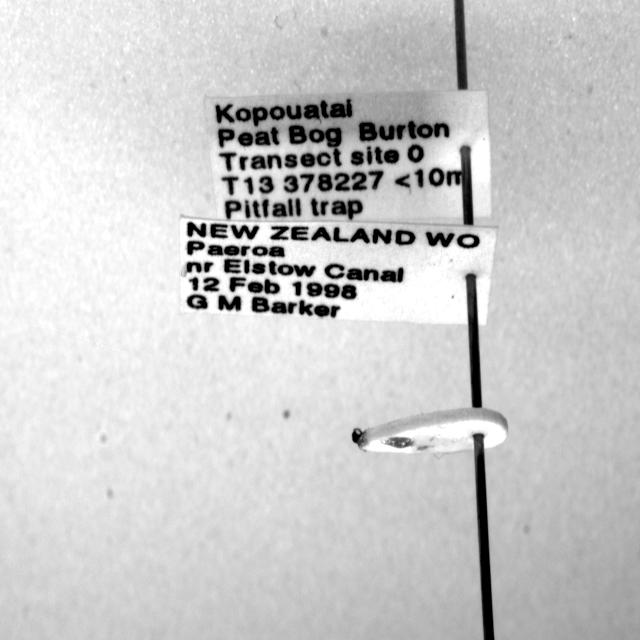 Kopouatai
Peat Bog Burton
Transect site 0
T13 378227 <10m
Pitfall trap
NEW ZEALAND WO
Paeroa
nr Elstow Canal
12 Feb 1998
G M Barker